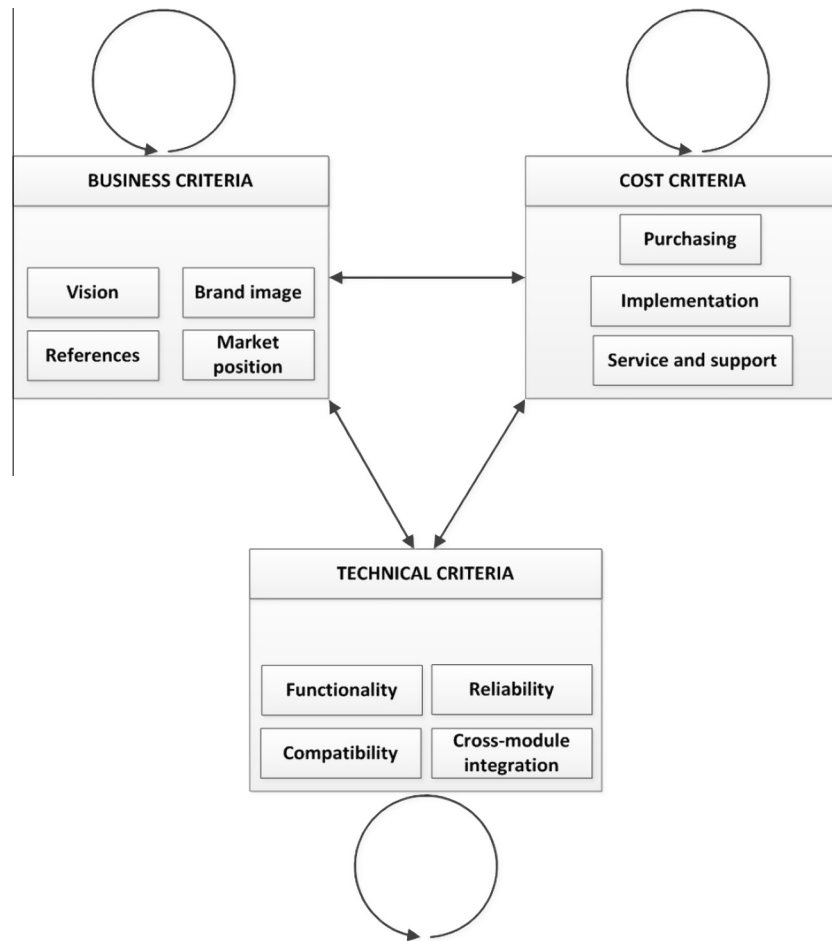 BUSINESS CRITERIA
Vision
Brand image
References
Market
position
COST CRITERIA
Purchasing
Implementation
Service and support
TECHNICAL CRITERIA
Functionality
Reliability
Compatibility
Cross-module
integration